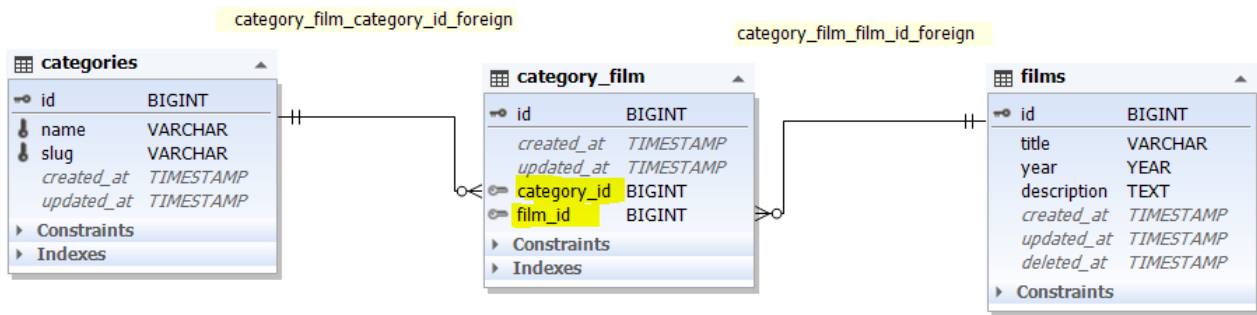 category_film_category_id_foreign
category_film_film_id_foreign
categories
id BIGINT
name VARCHAR
slug VARCHAR
created_at TIMESTAMP
updated_at TIMESTAMP
Constraints
Indexes
category_film
id BIGINT
created_at TIMESTAMP
updated_at TIMESTAMP
category_id BIGINT
film_id BIGINT
Constraints
Indexes
films
id BIGINT
title VARCHAR
year YEAR
description TEXT
created_at TIMESTAMP
updated_at TIMESTAMP
deleted_at TIMESTAMP
Constraints